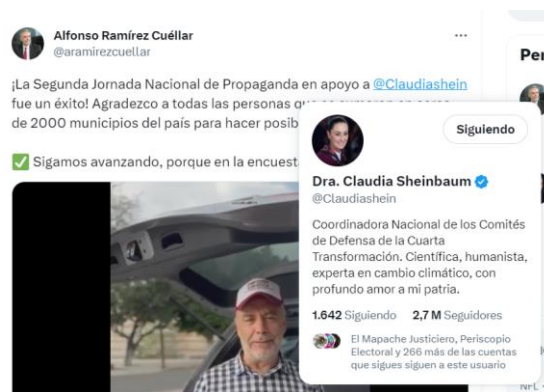 Alfonso Ramírez Cuéllar
@aramirezcuellar
¡La Segunda Jornada Nacional de Propaganda en apoyo a @Claudiashein
fue un éxito! Agradezco a todas las personas
de 2000 municipios del país para hacer
✅ Sigamos avanzando, porque en la
Siguiendo
Dra. Claudia Sheinbaum
@Claudiashein
Coordinadora Nacional de los Comités
de Defensa de la Cuarta
Transformación. Científica, humanista,
experta en cambio climático, con
profundo amor a mi patria.
1.642 Siguiendo 2,7 M Seguidores
El Mapache Justiciero, Periscopio
Electoral y 266 más de las cuentas
que sigues siguen a este usuario